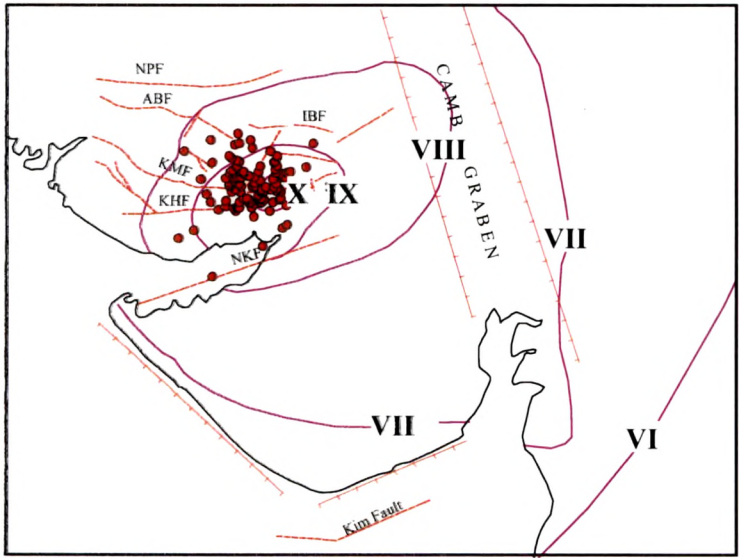 NPF
ABF
IBF
CAMB GRABEN
VIII
KMF
KHF
X
IX
NKF
VII
VII
VI
Kim Fault